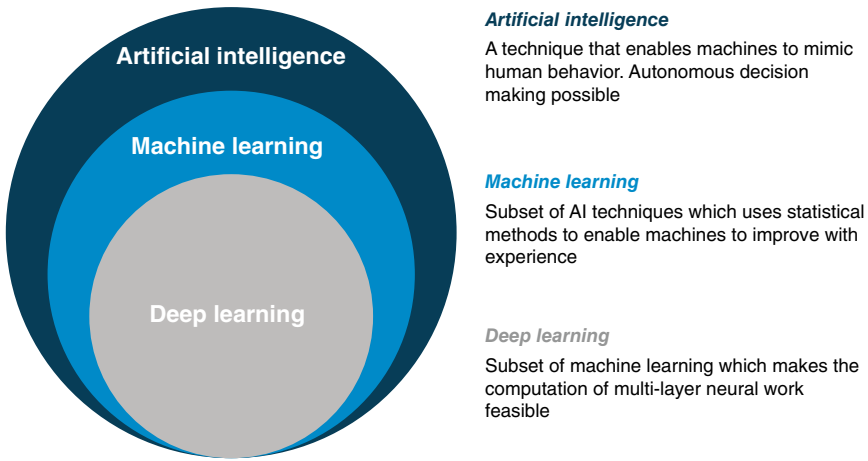 Artificial intelligence
Machine learning
Deep learning
Artificial intelligence
A technique that enables machines to mimic
human behavior. Autonomous decision
making possible
Machine learning
Subset of AI techniques which uses statistical
methods to enable machines to improve with
experience
Deep learning
Subset of machine learning which makes the
computation of multi-layer neural work
feasible